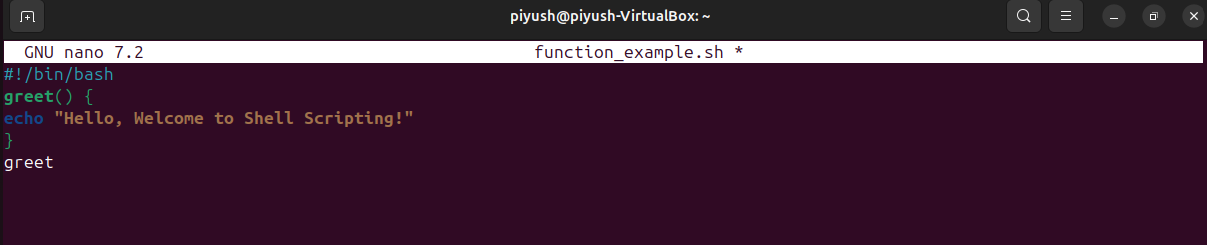 piyush@piyush-VirtualBox: ~
GNU nano 7.2 function_example.sh *
#!/bin/bash
greet() {
echo "Hello, Welcome to Shell Scripting!"
}
greet